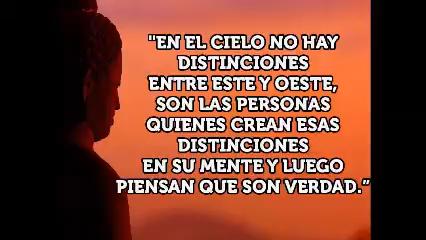 "EN EL CIELO NO HAY
DISTINCIONES
ENTRE ESTE Y OESTE,
SON LAS PERSONAS
QUIENES CREAN ESAS
DISTINCIONES
EN SU MENTE Y LUEGO
PIENSAN QUE SON VERDAD."